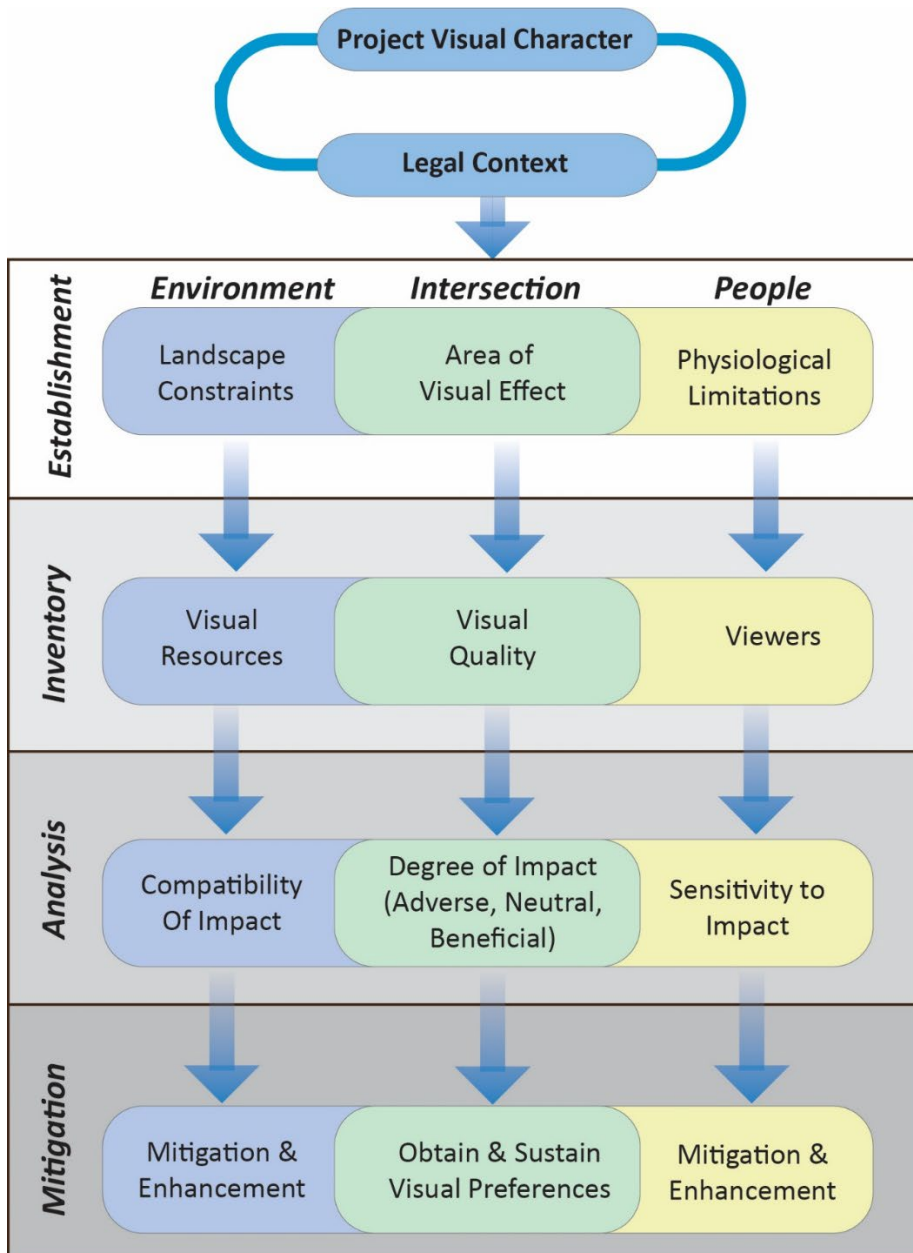 Project Visual Character
Legal Context
Environment
Intersection
People
Establishment
Landscape
Constraints
Area of
Visual Effect
Physiological
Limitations
Inventory
Visual
Resources
Visual
Quality
Viewers
Analysis
Compatibility
Of Impact
Degree of Impact
(Adverse, Neutral,
Beneficial)
Sensitivity to
Impact
Mitigation
Mitigation &
Enhancement
Obtain & Sustain
Visual Preferences
Mitigation &
Enhancement